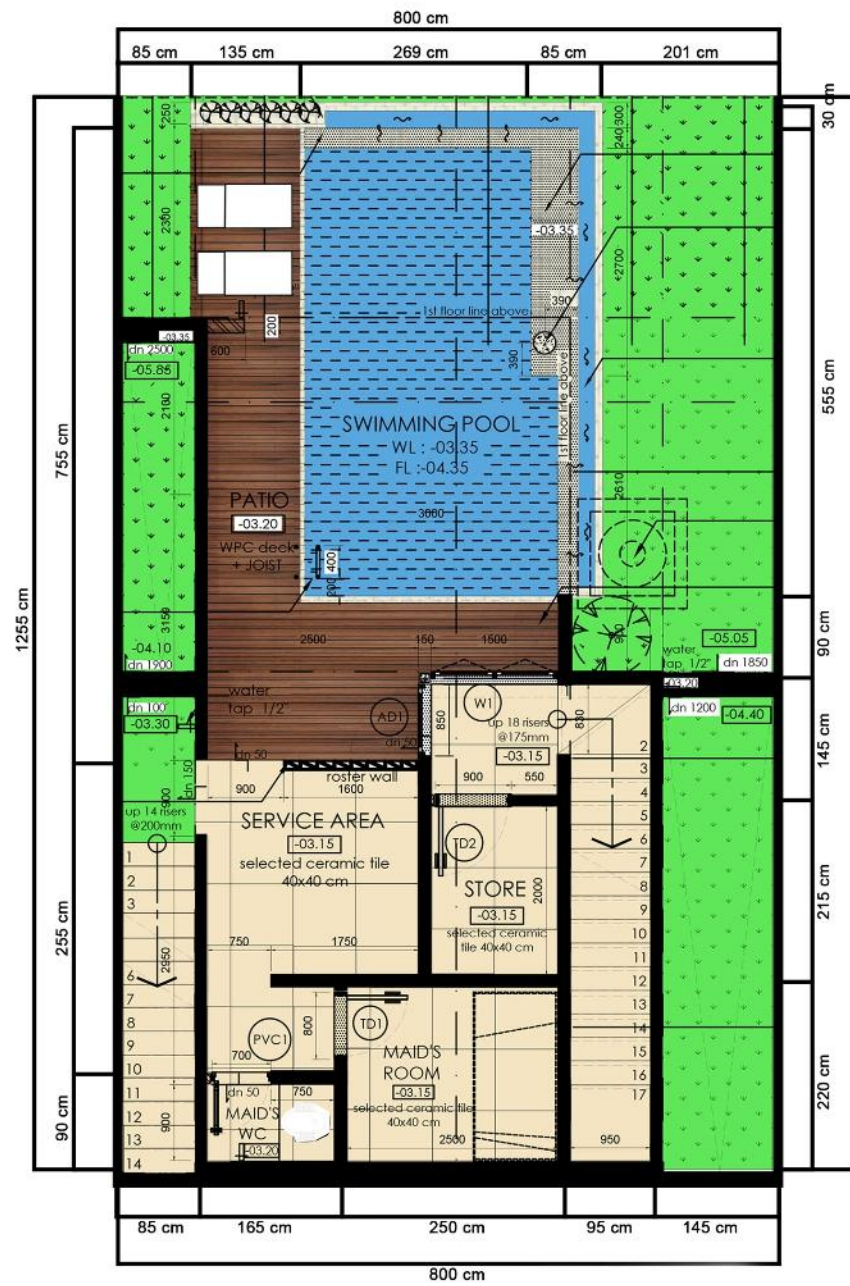 800 cm
85 cm
135 cm
269 cm
85 cm
201 cm
30 cm
250
300
240
2300
-03.35
2700
1st floor line above
390
200
-03.35
dn 2500
600
390
-05.85
2100
1st floor line above
555 cm
SWIMMING POOL
WL : -03.35
FL :-04.35
755 cm
2610
PATIO
-03.20
WPC deck
+ JOIST
400
200
1255 cm
3150
-04.10
2500
150
1500
900
-05.05
90 cm
dn 1900
water
tap 1/2"
dn 1850
-03.20
dn 100
-03.30
water
tap 1/2"
AD1
W1
850
up 18 risers
@175mm
830
dn 1200
-04.40
dn 50
dn 50
-03.15
2
145 cm
dn 150
roster wall
3
900
900
1600
900
550
4
up 14 risers
@200mm
SERVICE AREA
-03.15
selected ceramic tile
40x40 cm
TD2
5
6
1
7
2
STORE
-03.15
2000
8
3
selected ceramic
tile 40x40 cm
9
10
215 cm
255 cm
2950
750
1750
11
6
12
7
13
8
800
TD1
14
9
PVC1
MAID'S
ROOM
15
10
700
-03.15
16
11
dn 50
750
selected ceramic tile
40x40 cm
17
220 cm
12
900
MAID'S
WC
90 cm
13
-03.20
2500
950
14
85 cm
165 cm
250 cm
95 cm
145 cm
800 cm